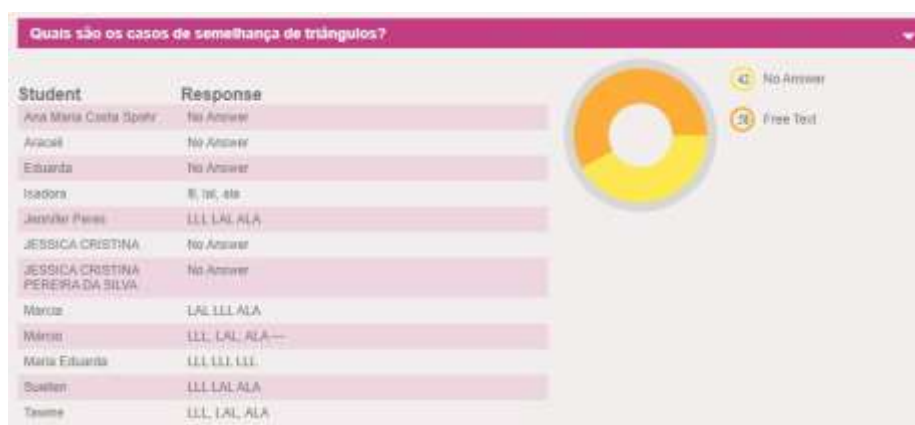 Quais são os casos de semelhança de triângulos?
Student Response
Ana Maria Costa Spohr No Answer
Araceli No Answer
Eduarda No Answer
Isadora lll, lal, ala
Jennifer Peres LLL LAL ALA
JESSICA CRISTINA No Answer
JESSICA CRISTINA PEREIRA DA SILVA No Answer
LAL LLL ALA
Márcio LLL, LAL, ALA---
Maria Eduarda LLL LLL LLL
Suellen LLL LAL ALA
LLL, LAL, ALA
42 No Answer
58 Free Text